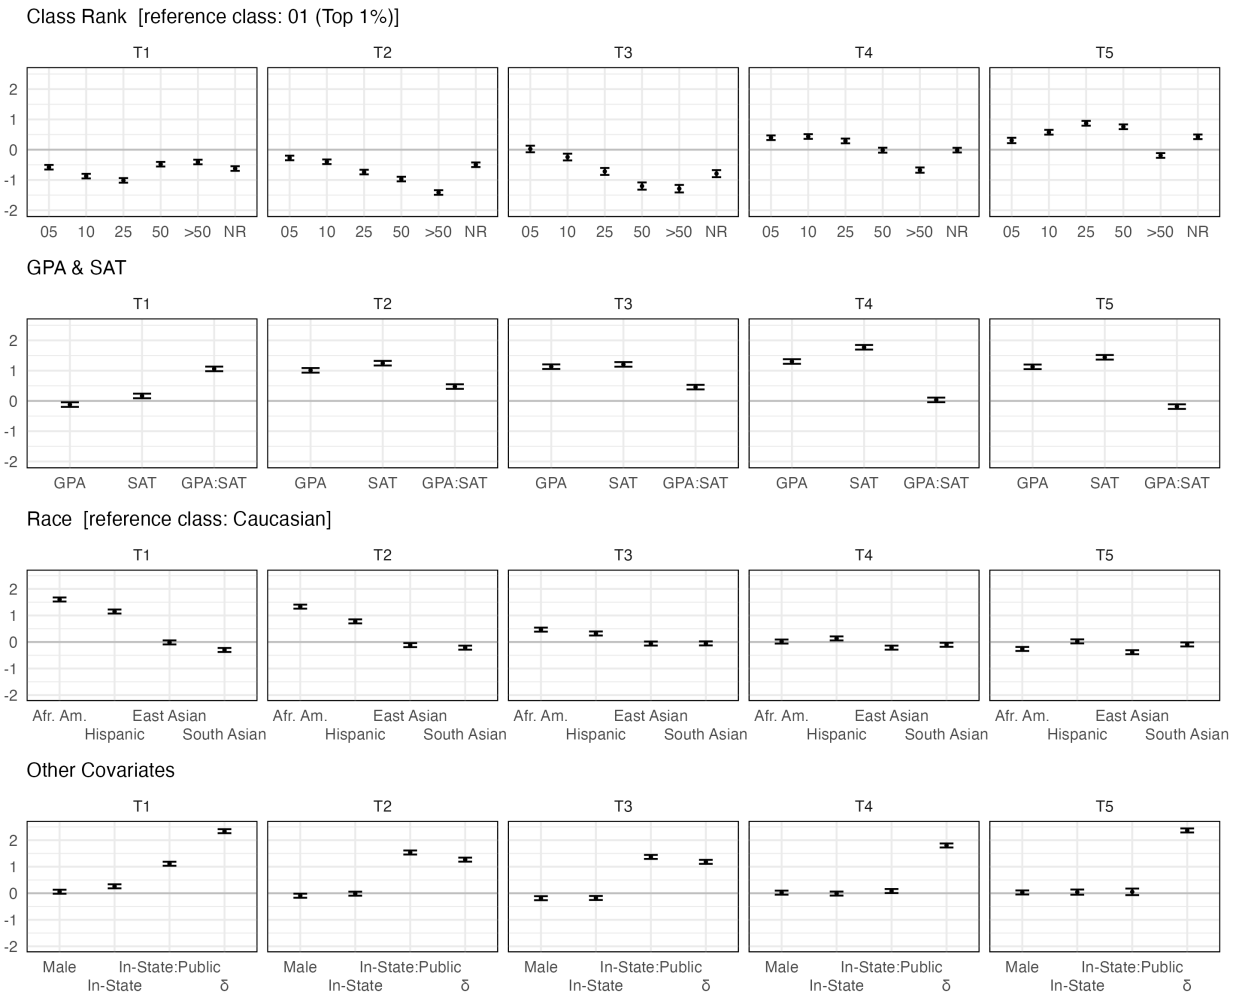 Class Rank [reference class: 01 (Top 1%)]
T1 T2 T3 T4 T5
2
1
0
-1
-2
05 10 25 50 >50 NR 05 10 25 50 >50 NR 05 10 25 50 >50 NR 05 10 25 50 >50 NR 05 10 25 50 >50 NR
GPA & SAT
T1 T2 T3 T4 T5
2
1
0
-1
-2
GPA SAT GPA:SAT GPA SAT GPA:SAT GPA SAT GPA:SAT GPA SAT GPA:SAT GPA SAT GPA:SAT
Race [reference class: Caucasian]
T1 T2 T3 T4 T5
2
1
0
-1
-2
Afr. Am. East Asian Afr. Am. East Asian Afr. Am. East Asian Afr. Am. East Asian Afr. Am. East Asian
Hispanic South Asian Hispanic South Asian Hispanic South Asian Hispanic South Asian Hispanic South Asian
Other Covariates
T1 T2 T3 T4 T5
2
1
0
-1
-2
Male In-State:Public Male In-State:Public Male In-State:Public Male In-State:Public Male In-State:Public
In-State δ In-State δ In-State δ In-State δ In-State δ